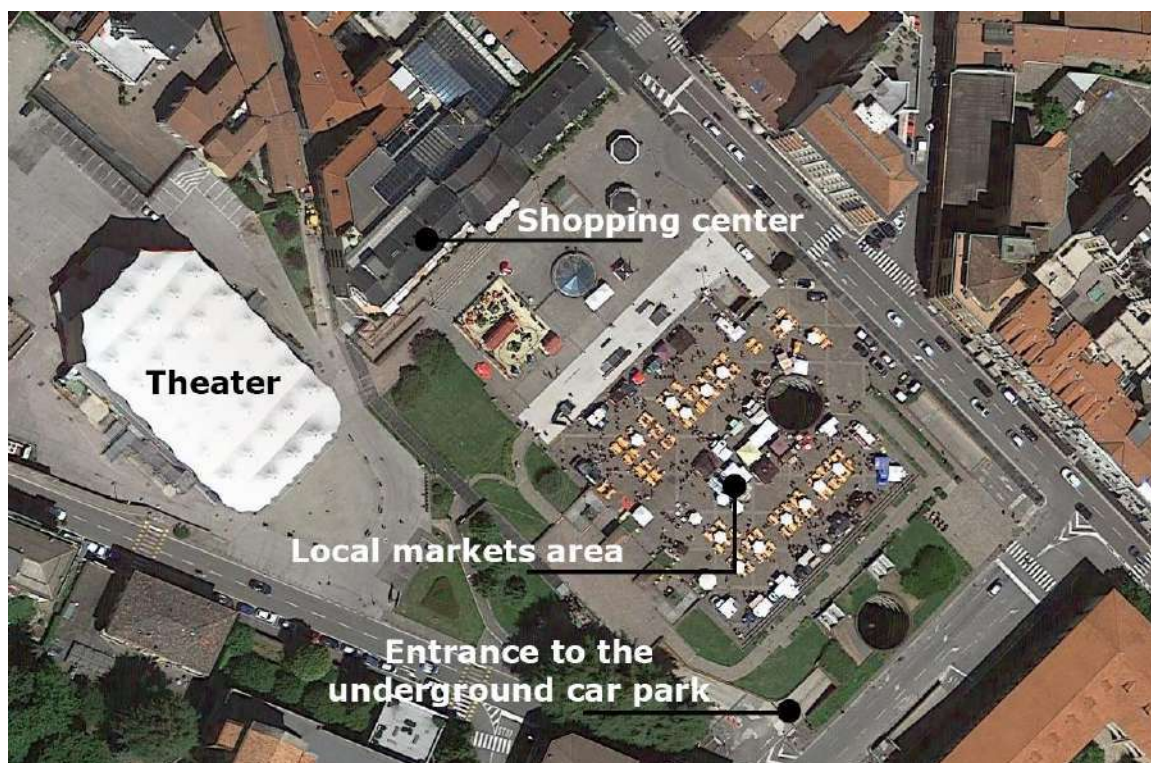 Shopping center
Theater
Local markets area
Entrance to the
underground car park